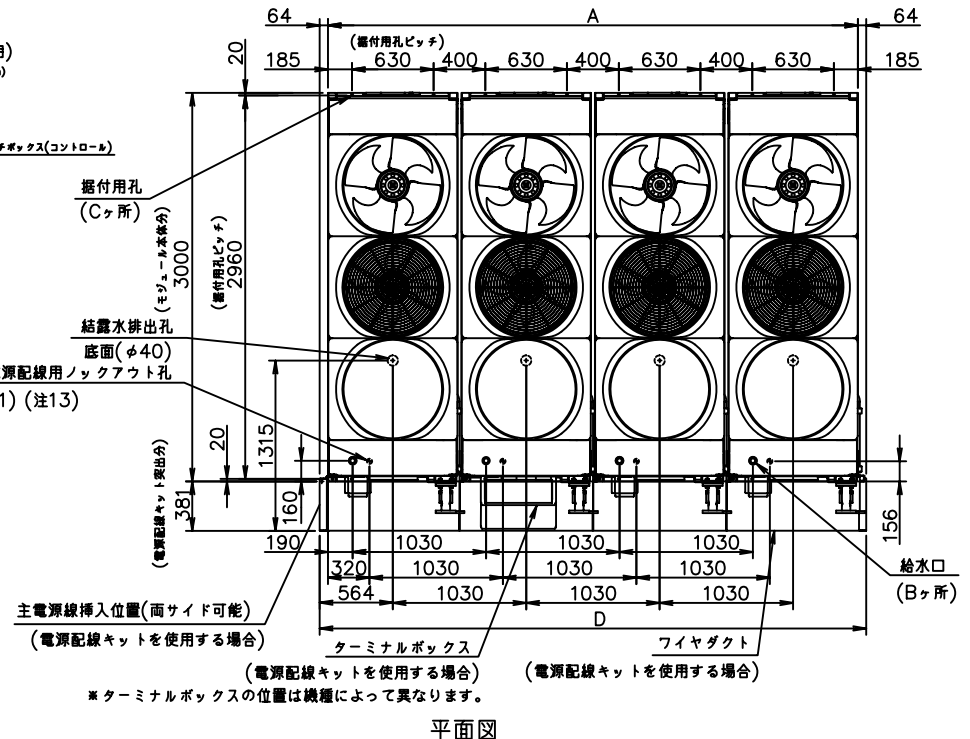 64 A 64
(据付用孔ピッチ)
185 630 400 630 400 630 400 630 185
20
チボックス(コントロール)
据付用孔
(Cヶ所)
3000
(モジュール本体分)
2960
(据付用孔ピッチ)
結露水排出孔
底面(φ40)
源配線用ノックアウト孔
1) (注13)
1315
20
160
381
(電源配線キット突出分)
156
190 1030 1030 1030
320 1030 1030 1030
564 1030 1030 1030
D
給水口
(Bヶ所)
主電源線挿入位置(両サイド可能)
(電源配線キットを使用する場合)
ターミナルボックス
(電源配線キットを使用する場合)
ワイヤダクト
(電源配線キットを使用する場合)
※ターミナルボックスの位置は機種によって異なります。
平面図